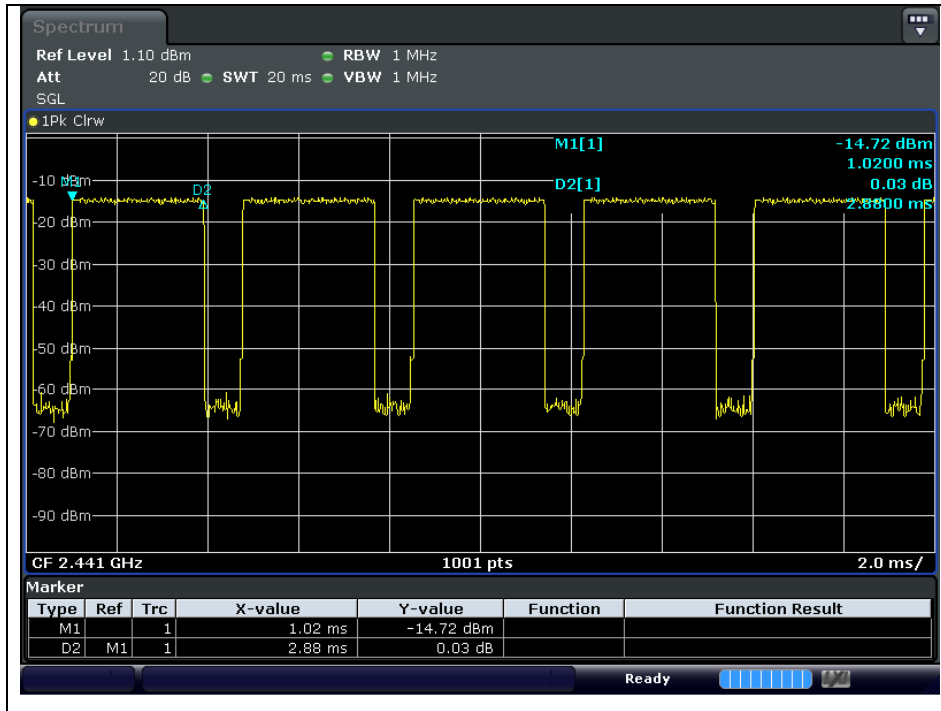 Spectrum
Ref Level 1.10 dBm RBW 1 MHz
Att 20 dB SWT 20 ms VBW 1 MHz
SGL
1Pk Clrw
M1[1] -14.72 dBm
1.0200 ms
-10 dBm M1 D2 D2[1] 0.03 dB
2.8800 ms
-20 dBm
-30 dBm
-40 dBm
-50 dBm
-60 dBm
-70 dBm
-80 dBm
-90 dBm
CF 2.441 GHz 1001 pts 2.0 ms/
Marker
Type Ref Trc X-value Y-value Function Function Result
M1 1 1.02 ms -14.72 dBm
D2 M1 1 2.88 ms 0.03 dB
Ready